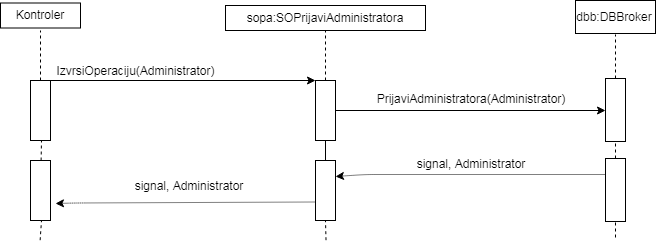 Kontroler
sopa:SOPrijaviAdministratora
dbb:DBBroker
IzvrsiOperaciju(Administrator)
PrijaviAdministratora(Administrator)
signal, Administrator
signal, Administrator